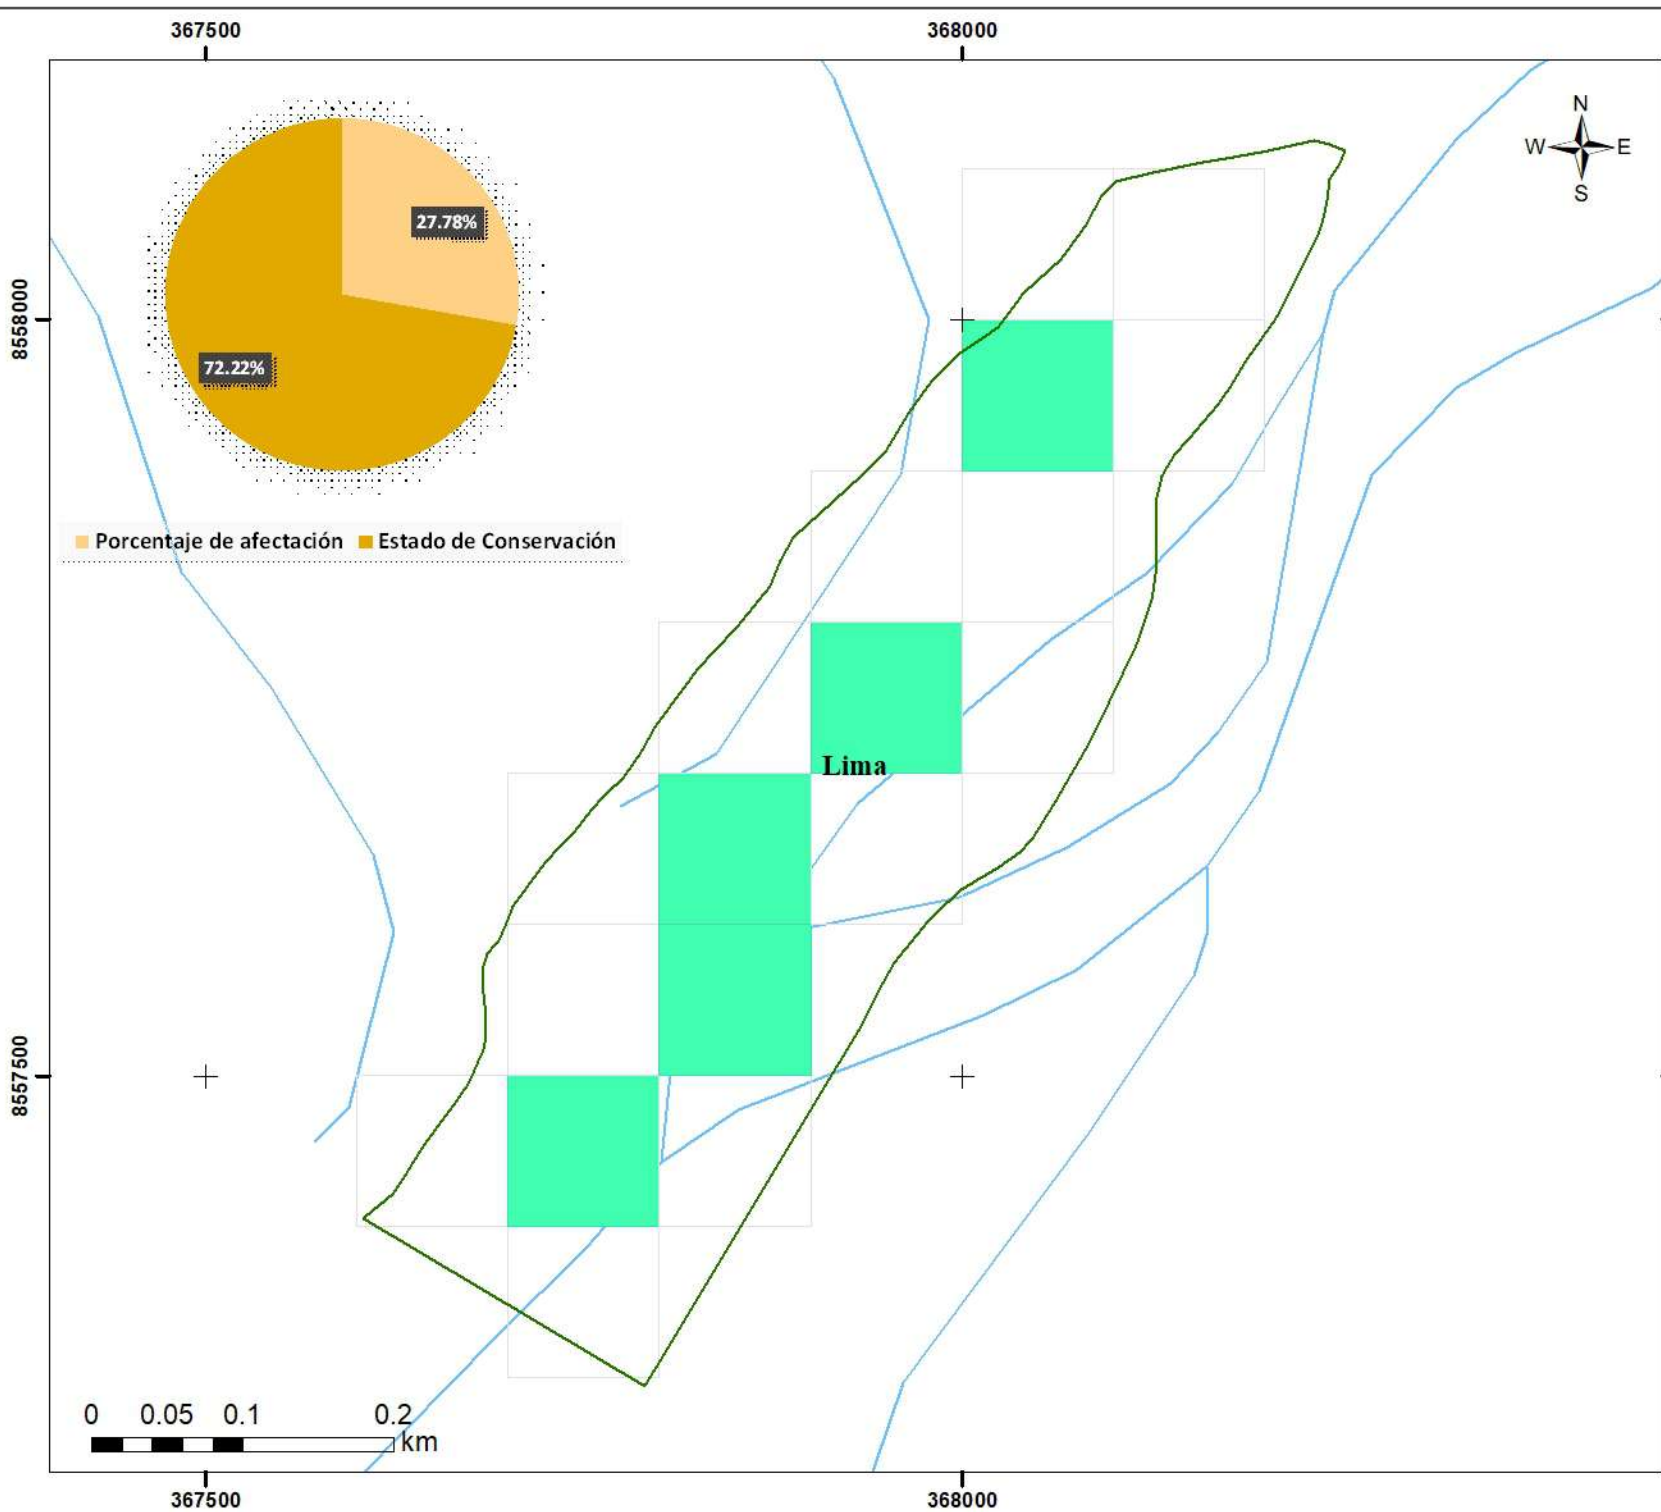 367500 368000
N
W E
S
27.78%
8558000
72.22%
Porcentaje de afectación Estado de Conservación
Lima
8557500
0 0.05 0.1 0.2
km
367500 368000